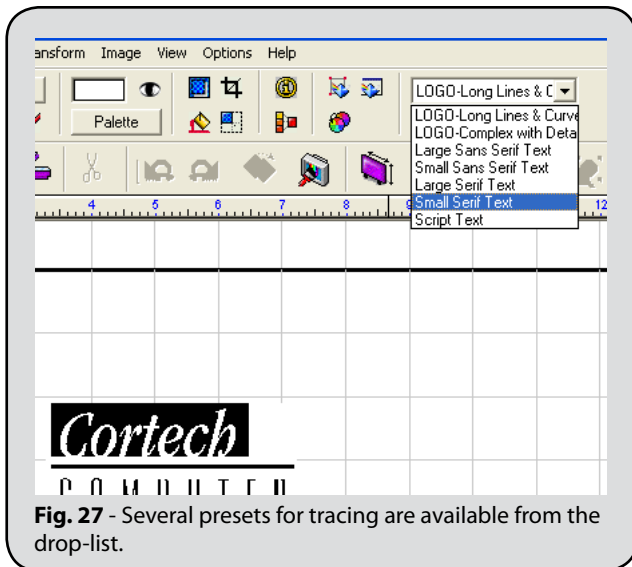 ansform Image View Options Help
LOGO-Long Lines & C
Palette
LOGO-Long Lines & Curve
LOGO-Complex with Deta
Large Sans Serif Text
Small Sans Serif Text
Large Serif Text
Small Serif Text
Script Text
4 5 6 7 8 9 12
Cortech
COMPUTER
Fig. 27 - Several presets for tracing are available from the
drop-list.